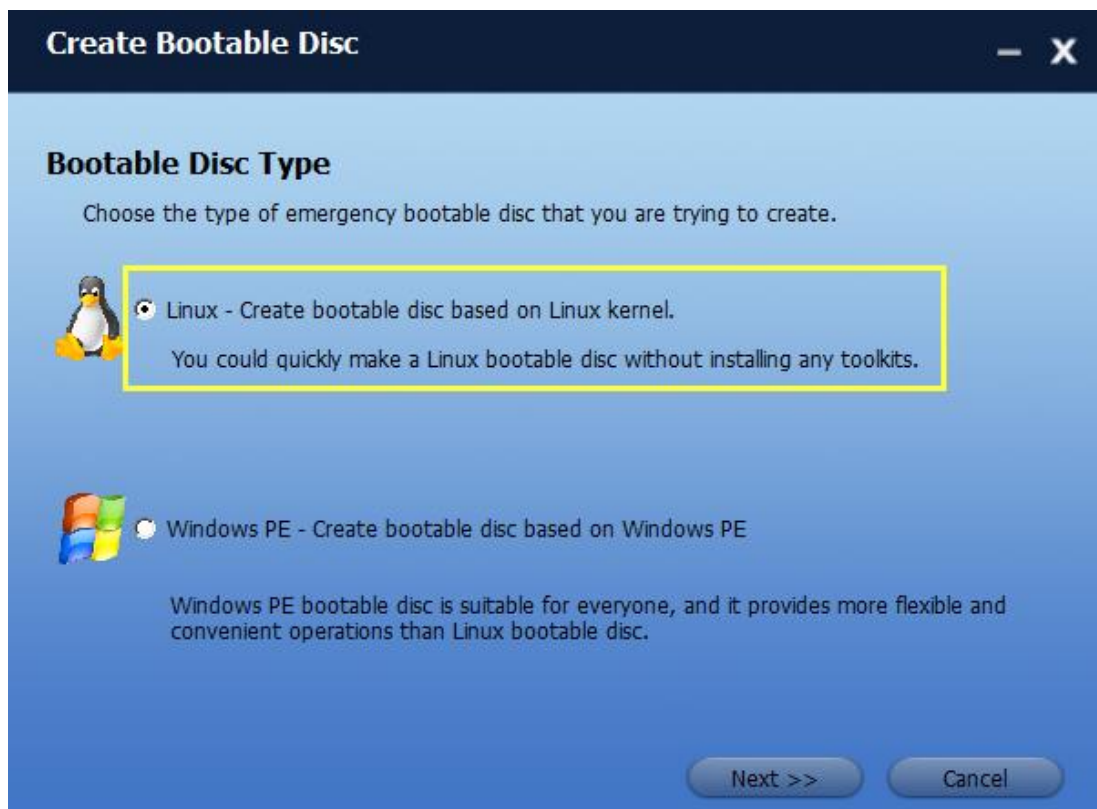 Create Bootable Disc
Bootable Disc Type
Choose the type of emergency bootable disc that you are trying to create.
Linux - Create bootable disc based on Linux kernel.
You could quickly make a Linux bootable disc without installing any toolkits.
Windows PE - Create bootable disc based on Windows PE
Windows PE bootable disc is suitable for everyone, and it provides more flexible and
convenient operations than Linux bootable disc.
Next >>
Cancel